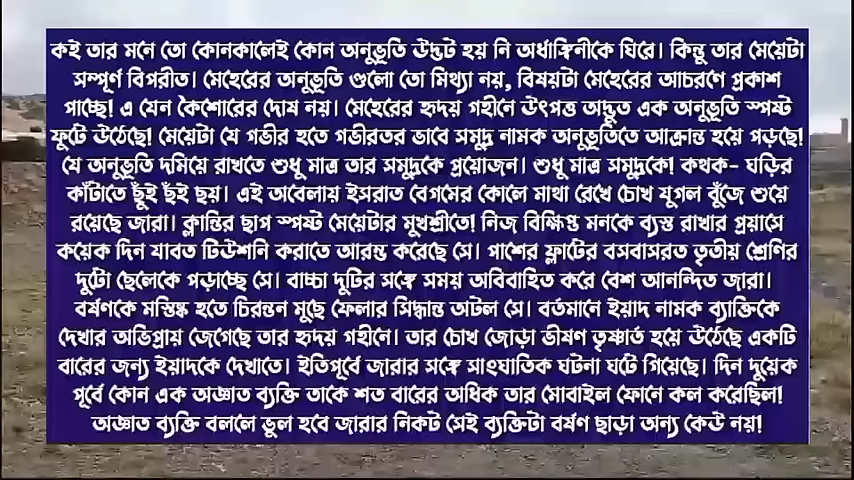 কই তার মনে তো কোনকালেই কোন অনুভূতি উদ্ভট হয় নি অর্ধাঙ্গিনীকে ঘিরে। কিন্তু তার মেয়েটা
সম্পূর্ণ বিপরীত। মেহেরের অনুভূতি গুলো তো মিথ্যা নয়, বিষয়টা মেহেরের আচরণে প্রকাশ
পাচ্ছে! এ যেন কৈশোরের দোষ নয়। মেহেরের হৃদয় গহীনে উৎপত্ত অদ্ভুত এক অনুভূতি স্পষ্ট
ফুটে উঠেছে! মেয়েটা যে গভীর হতে গভীরতর ভাবে সমুদ্র নামক অনুভূতিতে আক্রান্ত হয়ে পড়ছে!
যে অনুভূতি দমিয়ে রাখতে শুধু মাত্র তার সমুদ্রকে প্রয়োজন। শুধু মাত্র সমুদ্রকে! কথক- ঘড়ির
কাঁটাতে ছুঁই ছুঁই ছয়। এই অবেলায় ইসরাত বেগমের কোলে মাথা রেখে চোখ যুগল বুঁজে শুয়ে
রয়েছে জারা। ক্লান্তির ছাপ স্পষ্ট মেয়েটার মুখশ্রীতে! নিজ বিক্ষিপ্ত মনকে ব্যস্ত রাখার প্রয়াসে
কয়েক দিন যাবত টিউশনি করাতে আরম্ভ করেছে সে। পাশের ফ্লাটের বসবাসরত তৃতীয় শ্রেণির
দুটো ছেলেকে পড়াচ্ছে সে। বাচ্চা দুটির সঙ্গে সময় অবিবাহিত করে বেশ আনন্দিত জারা।
বর্ষণকে মস্তিষ্ক হতে চিরন্তন মুছে ফেলার সিদ্ধান্ত অটল সে। বর্তমানে ইয়াদ নামক ব্যাক্তিকে
দেখার অভিপ্রায় জেগেছে তার হৃদয় গহীনে। তার চোখ জোড়া ভীষণ তৃষ্ণার্ত হয়ে উঠেছে একটি
বারের জন্য ইয়াদকে দেখাতে। ইতিপূর্বে জারার সঙ্গে সাংঘাতিক ঘটনা ঘটে গিয়েছে। দিন দুয়েক
পূর্বে কোন এক অজ্ঞাত ব্যক্তি তাকে শত বারের অধিক তার মোবাইল ফোনে কল করেছিল!
অজ্ঞাত ব্যক্তি বললে ভুল হবে জারার নিকট সেই ব্যক্তিটা বর্ষণ ছাড়া অন্য কেউ নয়!